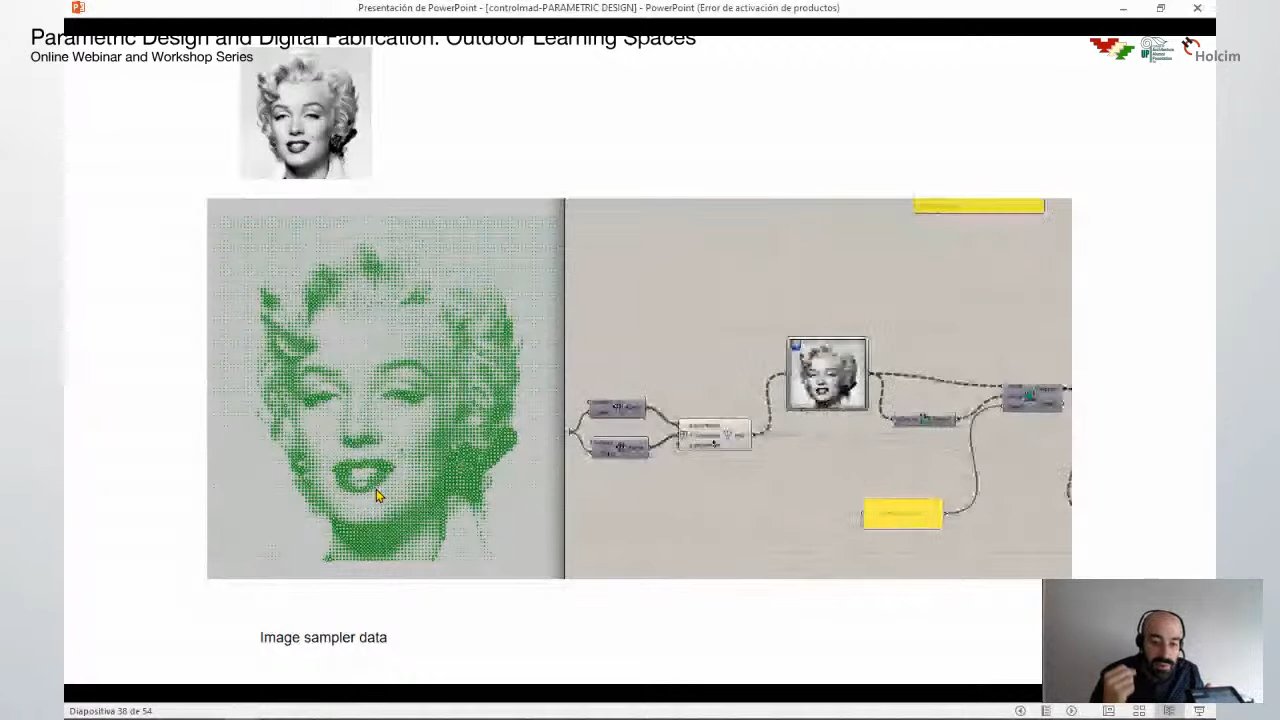 Presentación de PowerPoint - [controlmad-PARAMETRIC DESIGN] - PowerPoint (Error de activación de productos)
Parametric Design and Digital Fabrication: Outdoor Learning Spaces
Online Webinar and Workshop Series
UP
Holcim
Image sampler data
Diapositiva 38 de 54